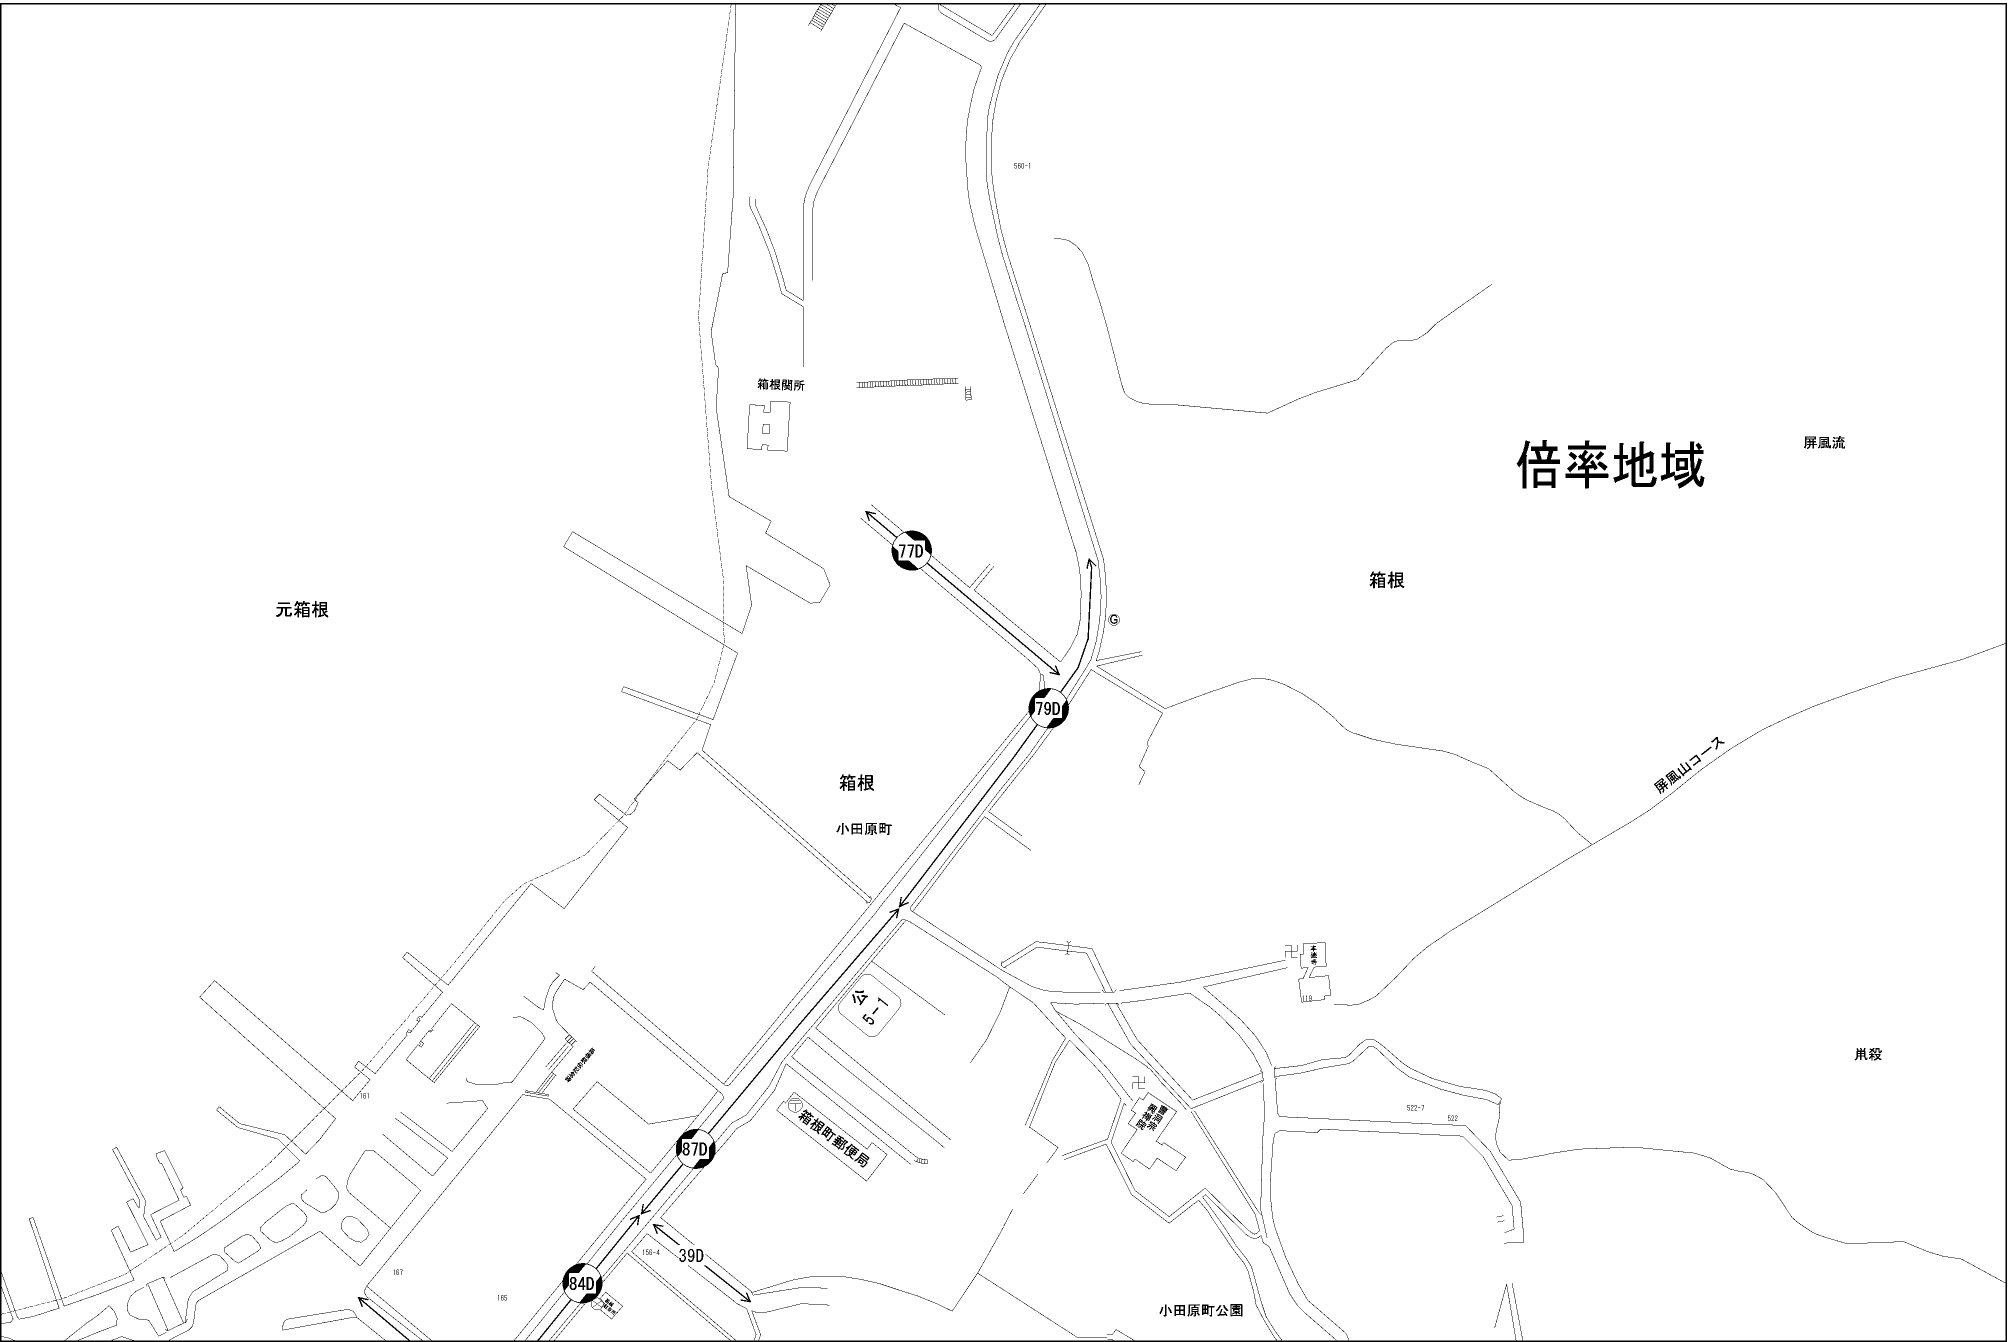 560-1
箱根関所
倍率地域
屏風流
77D
箱根
G
元箱根
79D
屏風山コース
箱根
小田原町
本還寺
公
5-1
118
凧殺
161
522-7
522
箱根町郵便局
87D
156-4
39D
167
84D
165
小田原町公園